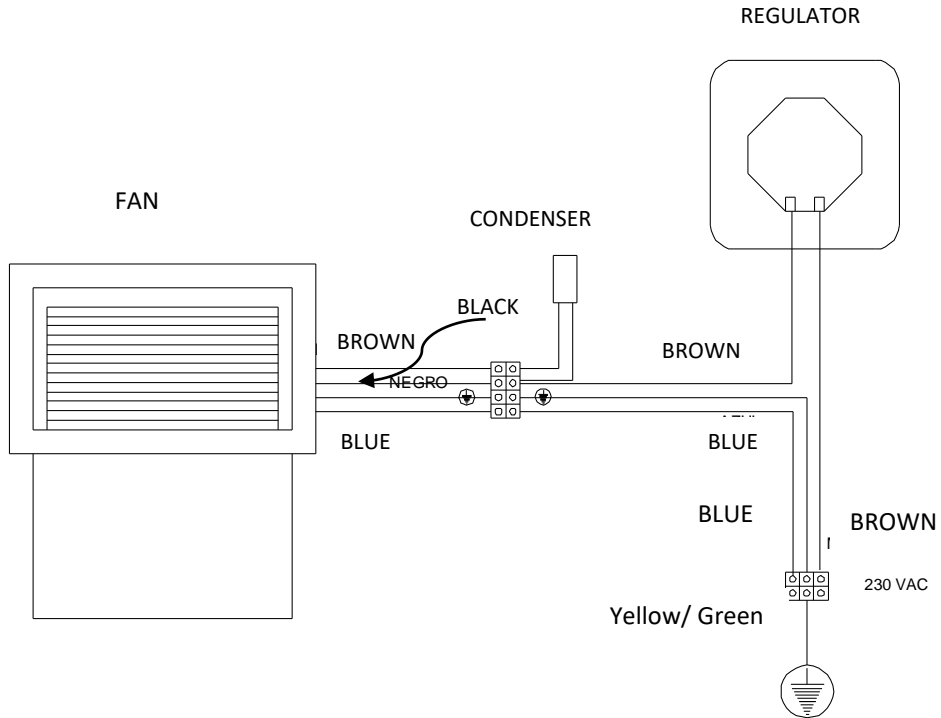 REGULATOR
FAN
CONDENSER
BLACK
BROWN
BROWN
NEGRO
BLUE
BLUE
BLUE
BROWN
230 VAC
Yellow/ Green